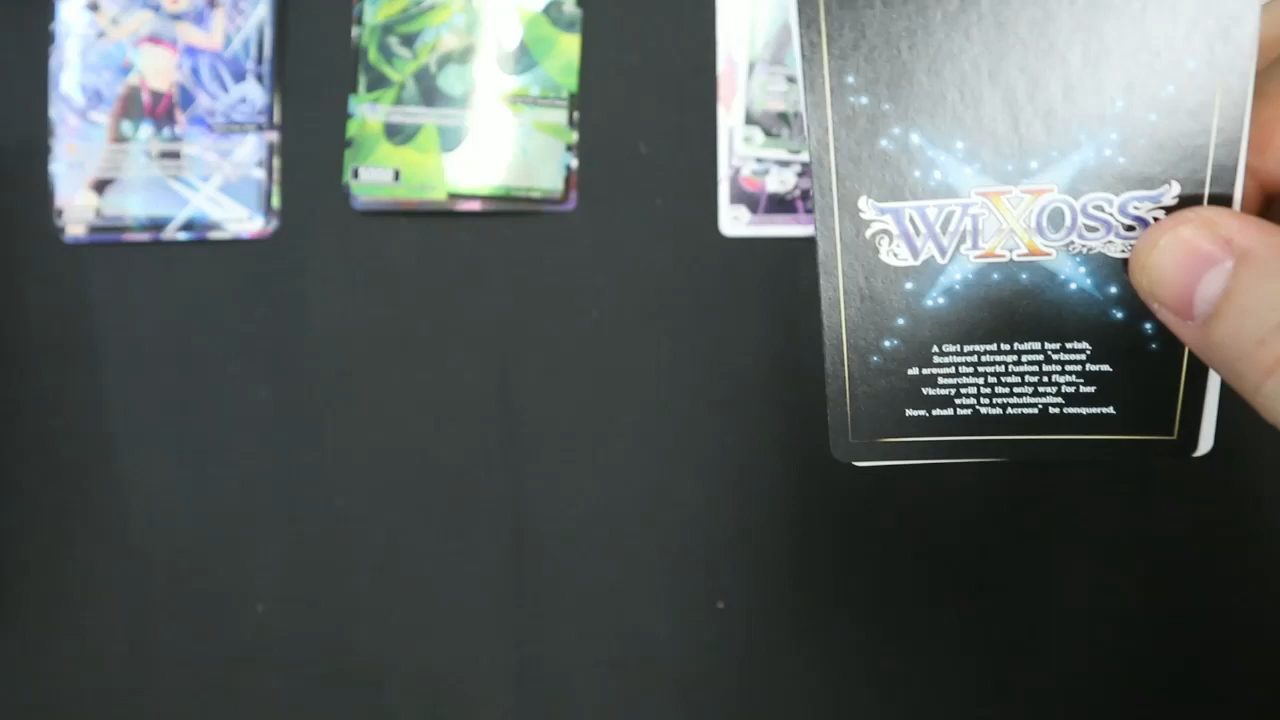 WIXOSS
A Girl prayed to fulfill her wish,
Scattered strange gene "wixoss"
all around the world fusion into one form.
Searching in vain for a fight...
Victory will be the only way for her
wish to revolutionalize.
Now, shall her "Wish Across" be conquered.